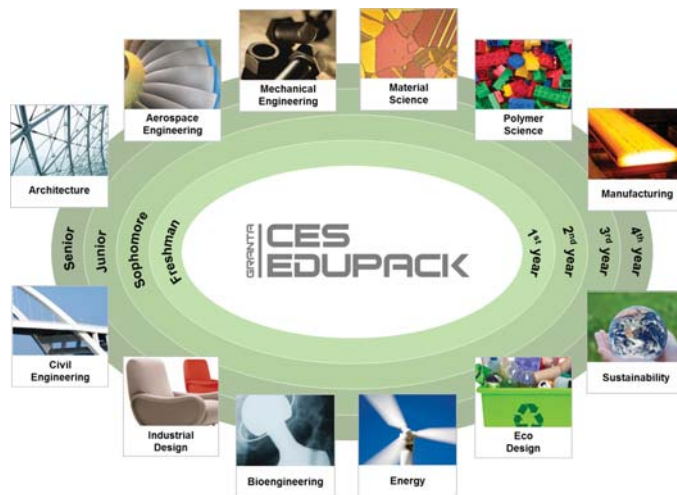 Mechanical
Engineering
Material
Science
Aerospace
Engineering
Polymer
Science
Architecture
Manufacturing
Senior
Junior
Sophomore
Freshman
GRANTA
CES
EDUPACK
1st year
2nd year
3rd year
4th year
Civil
Engineering
Sustainability
Industrial
Design
Eco
Design
Bioengineering
Energy